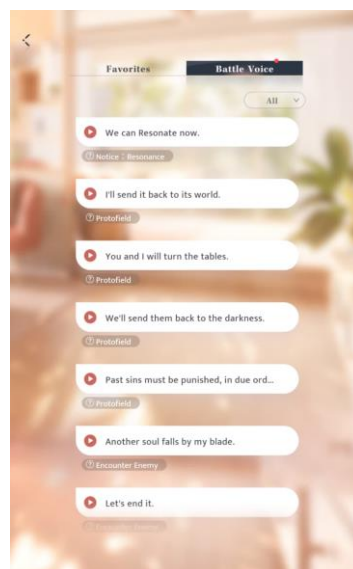 Favorites
Battle Voice
All
We can Resonate now.
Notice : Resonance
I'll send it back to its world.
Protofield
You and I will turn the tables.
Protofield
We'll send them back to the darkness.
Protofield
Past sins must be punished, in due ord...
Protofield
Another soul falls by my blade.
Encounter Enemy
Let's end it.
Encounter Enemy